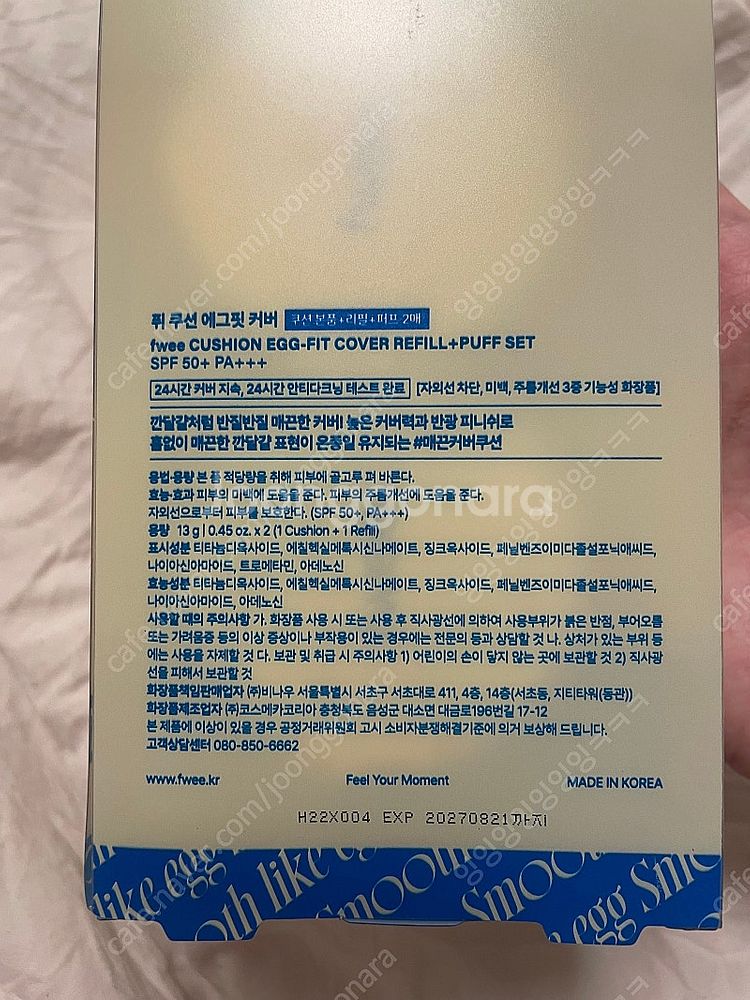 퓌 쿠션 에그핏 커버 쿠션 본품+리필+퍼프 2매
fwee CUSHION EGG-FIT COVER REFILL+PUFF SET
SPF 50+ PA+++
24시간 커버 지속, 24시간 안티다크닝 테스트 완료 [자외선 차단, 미백, 주름개선 3중 기능성 화장품]
깐달걀처럼 반질반질 매끈한 커버! 높은 커버력과 반광 피니쉬로
흠없이 매끈한 깐달걀 표현이 온종일 유지되는 #매끈커버쿠션
용법·용량 본 품 적당량을 취해 피부에 골고루 펴 바른다.
효능·효과 피부의 미백에 도움을 준다. 피부의 주름개선에 도움을 준다.
자외선으로부터 피부를 보호한다. (SPF 50+, PA+++)
용량 13 g | 0.45 oz. x 2 (1 Cushion + 1 Refill)
표시성분 티타늄디옥사이드, 에칠헥실메톡시신나메이트, 징크옥사이드, 페닐벤즈이미다졸설포닉애씨드,
나이아신아마이드, 트로메타민, 아데노신
효능성분 티타늄디옥사이드, 에칠헥실메톡시신나메이트, 징크옥사이드, 페닐벤즈이미다졸설포닉애씨드,
나이아신아마이드, 아데노신
사용할 때의 주의사항 가. 화장품 사용 시 또는 사용 후 직사광선에 의하여 사용부위가 붉은 반점, 부어오름
또는 가려움증 등의 이상 증상이나 부작용이 있는 경우에는 전문의 등과 상담할 것 나. 상처가 있는 부위 등
에는 사용을 자제할 것 다. 보관 및 취급 시 주의사항 1) 어린이의 손이 닿지 않는 곳에 보관할 것 2) 직사광
선을 피해서 보관할 것
화장품책임판매업자 (주)비나우 서울특별시 서초구 서초대로 411, 4층, 14층(서초동, 지티타워(동관))
화장품제조업자 (주)코스메카코리아 충청북도 음성군 대소면 대금로196번길 17-12
본 제품에 이상이 있을 경우 공정거래위원회 고시 소비자분쟁해결기준에 의거 보상해 드립니다.
고객상담센터 080-850-6662
www.fwee.kr Feel Your Moment MADE IN KOREA
H22X004 EXP 20270821까지
like egg Smooth like egg Smooth
cafe.naver.com/joonggonara
잉잉잉잉잉잉ㅋㅋㅋ
joonggonara